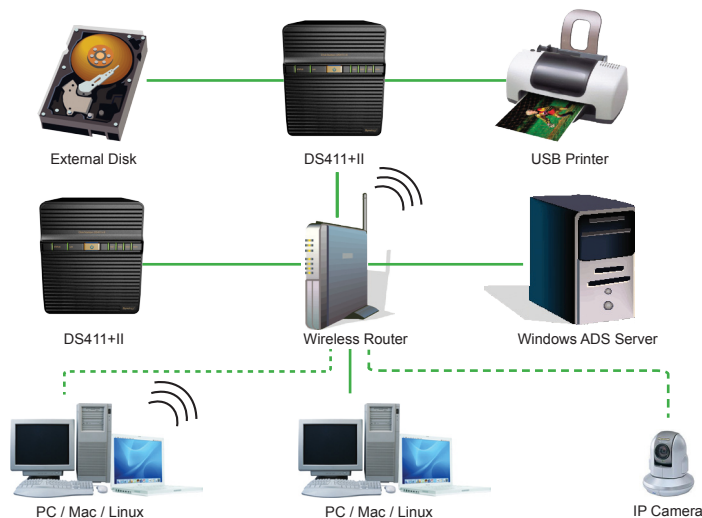 External Disk
DS411+II
USB Printer
DS411+II
Wireless Router
Windows ADS Server
PC / Mac / Linux
PC / Mac / Linux
IP Camera